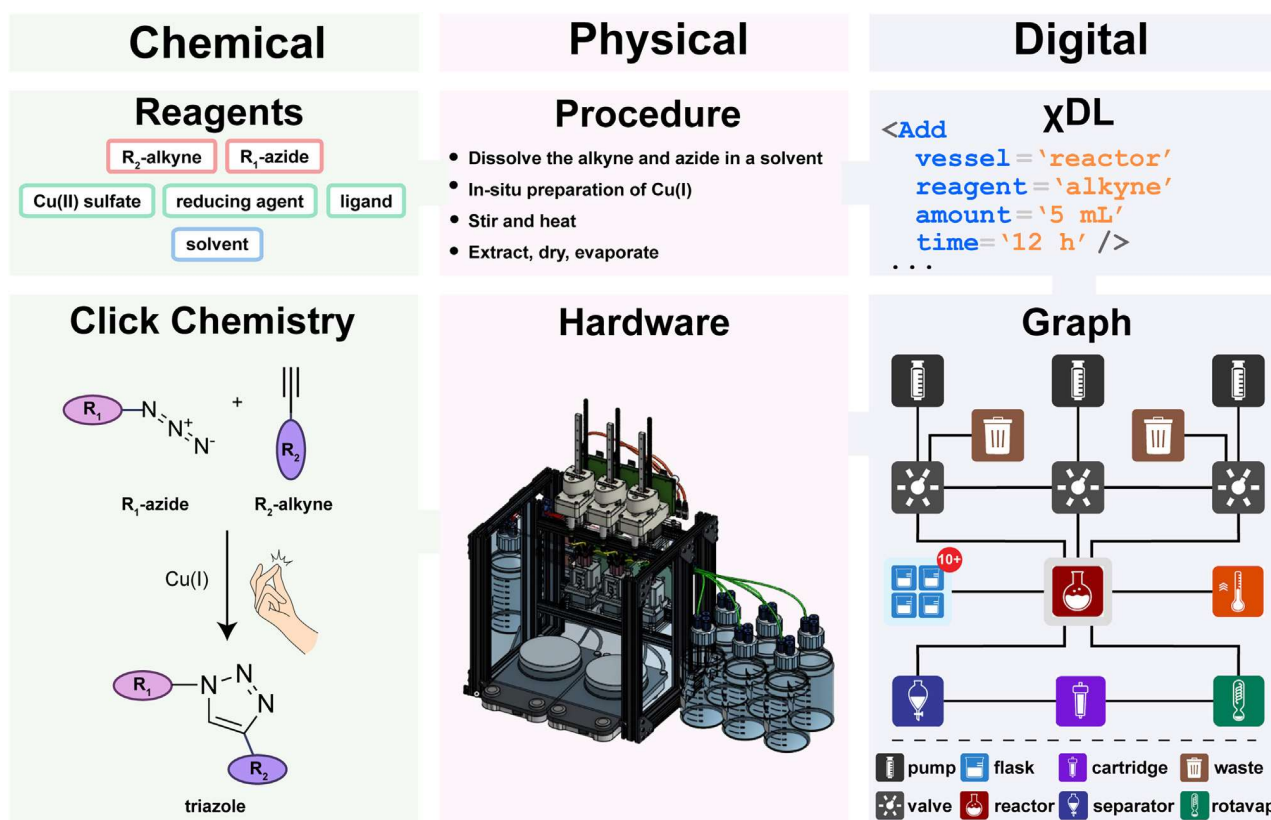 Chemical
Physical
Digital
Reagents
R₂-alkyne R₁-azide
Cu(II) sulfate reducing agent ligand
solvent
Procedure
• Dissolve the alkyne and azide in a solvent
• In-situ preparation of Cu(I)
• Stir and heat
• Extract, dry, evaporate
χDL
<Add
vessel=‘reactor’
reagent=‘alkyne’
amount=‘5 mL’
time=‘12 h’ />
...
Click Chemistry
R₁ N N⁺ N⁻ + R₂
R₁-azide R₂-alkyne
Cu(I)
R₁ N N N
R₂
triazole
Hardware
Graph
10+
pump flask cartridge waste
valve reactor separator rotavap